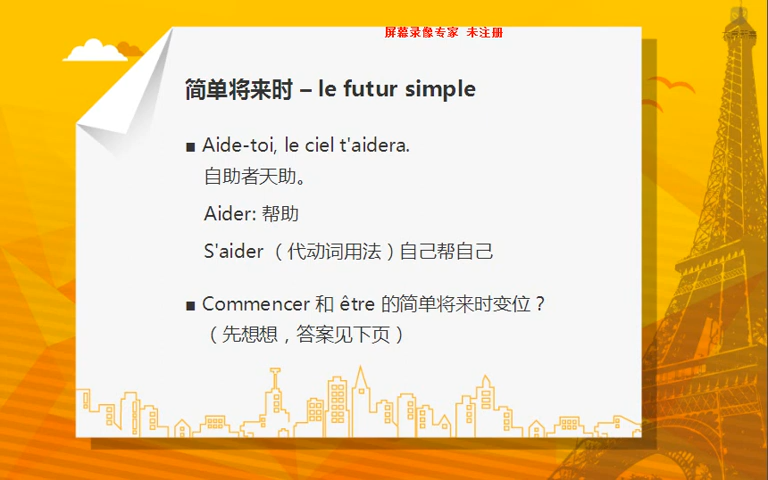 屏幕录像专家 未注册
简单将来时 – le futur simple
■ Aide-toi, le ciel t'aidera.
自助者天助。
Aider: 帮助
S'aider （代动词用法）自己帮自己
■ Commencer 和 être 的简单将来时变位？
（先想想，答案见下页）